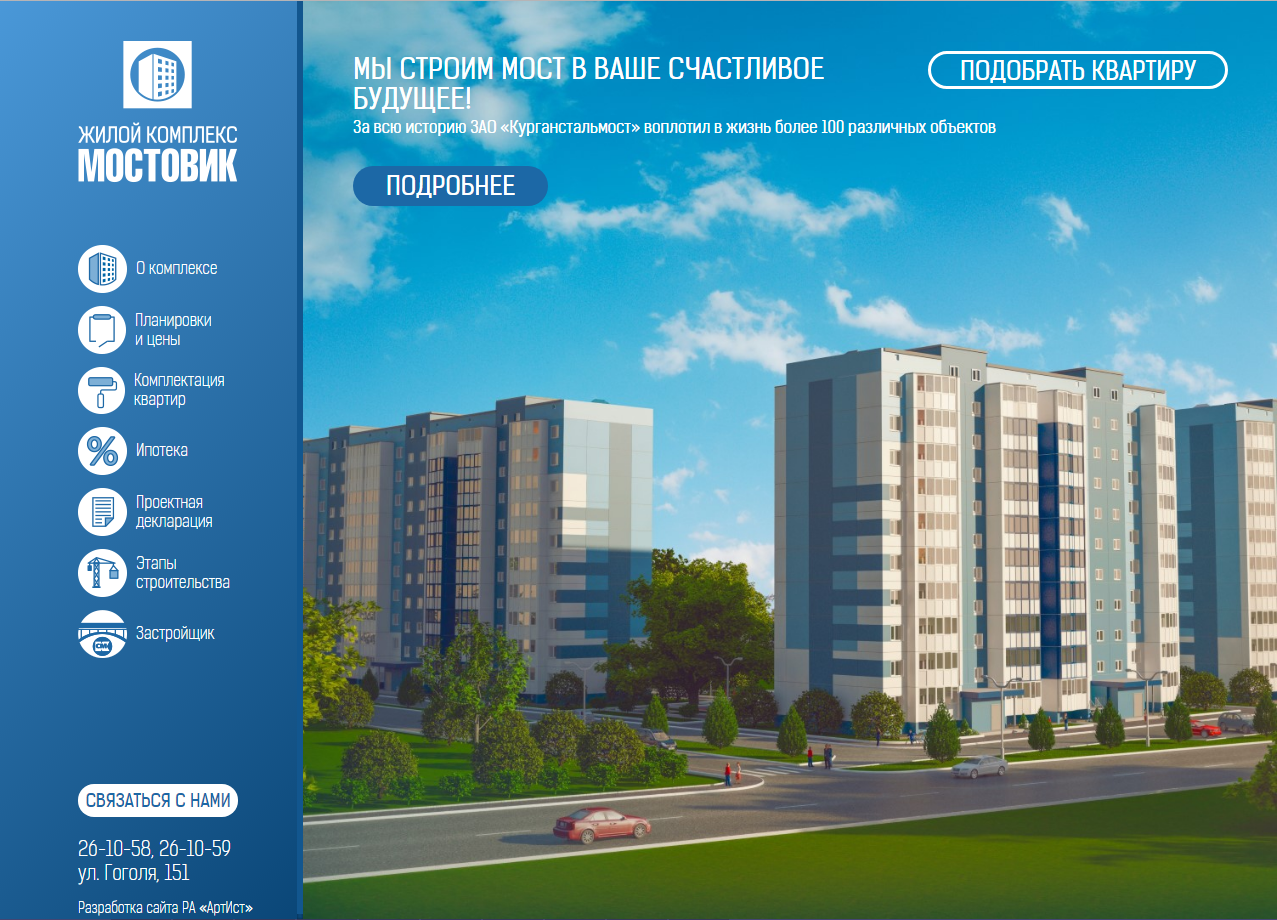 ЖИЛОЙ КОМПЛЕКС
МОСТОВИК
О комплексе
Планировки
и цены
Комплектация
квартир
Ипотека
Проектная
декларация
Этапы
строительства
Застройщик
СВЯЗАТЬСЯ С НАМИ
26-10-58, 26-10-59
ул. Гоголя, 151
Разработка сайта РА «АртИст»
МЫ СТРОИМ МОСТ В ВАШЕ СЧАСТЛИВОЕ
БУДУЩЕЕ!
За всю историю ЗАО «Курганстальмост» воплотил в жизнь более 100 различных объектов
ПОДРОБНЕЕ
ПОДОБРАТЬ КВАРТИРУ